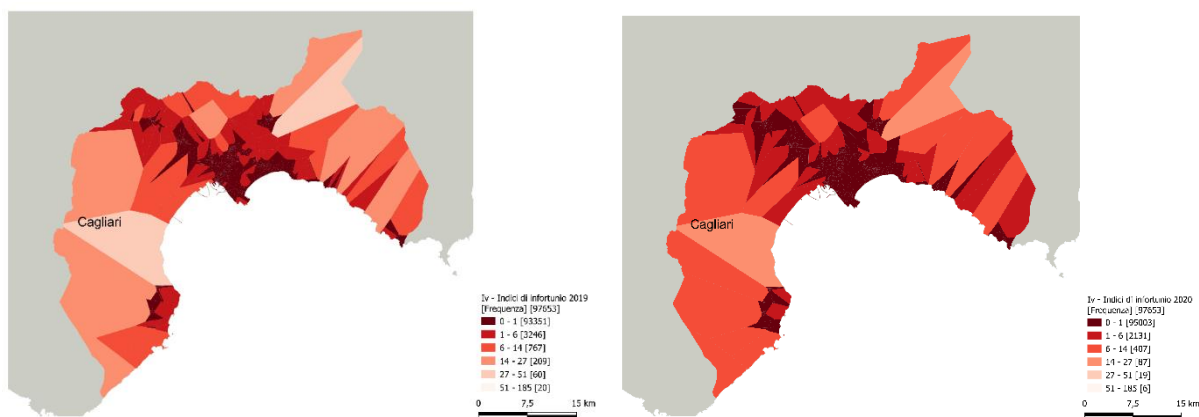 Cagliari
Iv - Indici di infortunio 2019
[Frequenza] [97653]
0 - 1 [93351]
1 - 6 [3246]
6 - 14 [767]
14 - 27 [209]
27 - 51 [60]
51 - 185 [20]
0 7,5 15 km
Cagliari
Iv - Indici di infortunio 2020
[Frequenza] [97653]
0 - 1 [95003]
1 - 6 [2131]
6 - 14 [407]
14 - 27 [87]
27 - 51 [19]
51 - 185 [6]
0 7,5 15 km